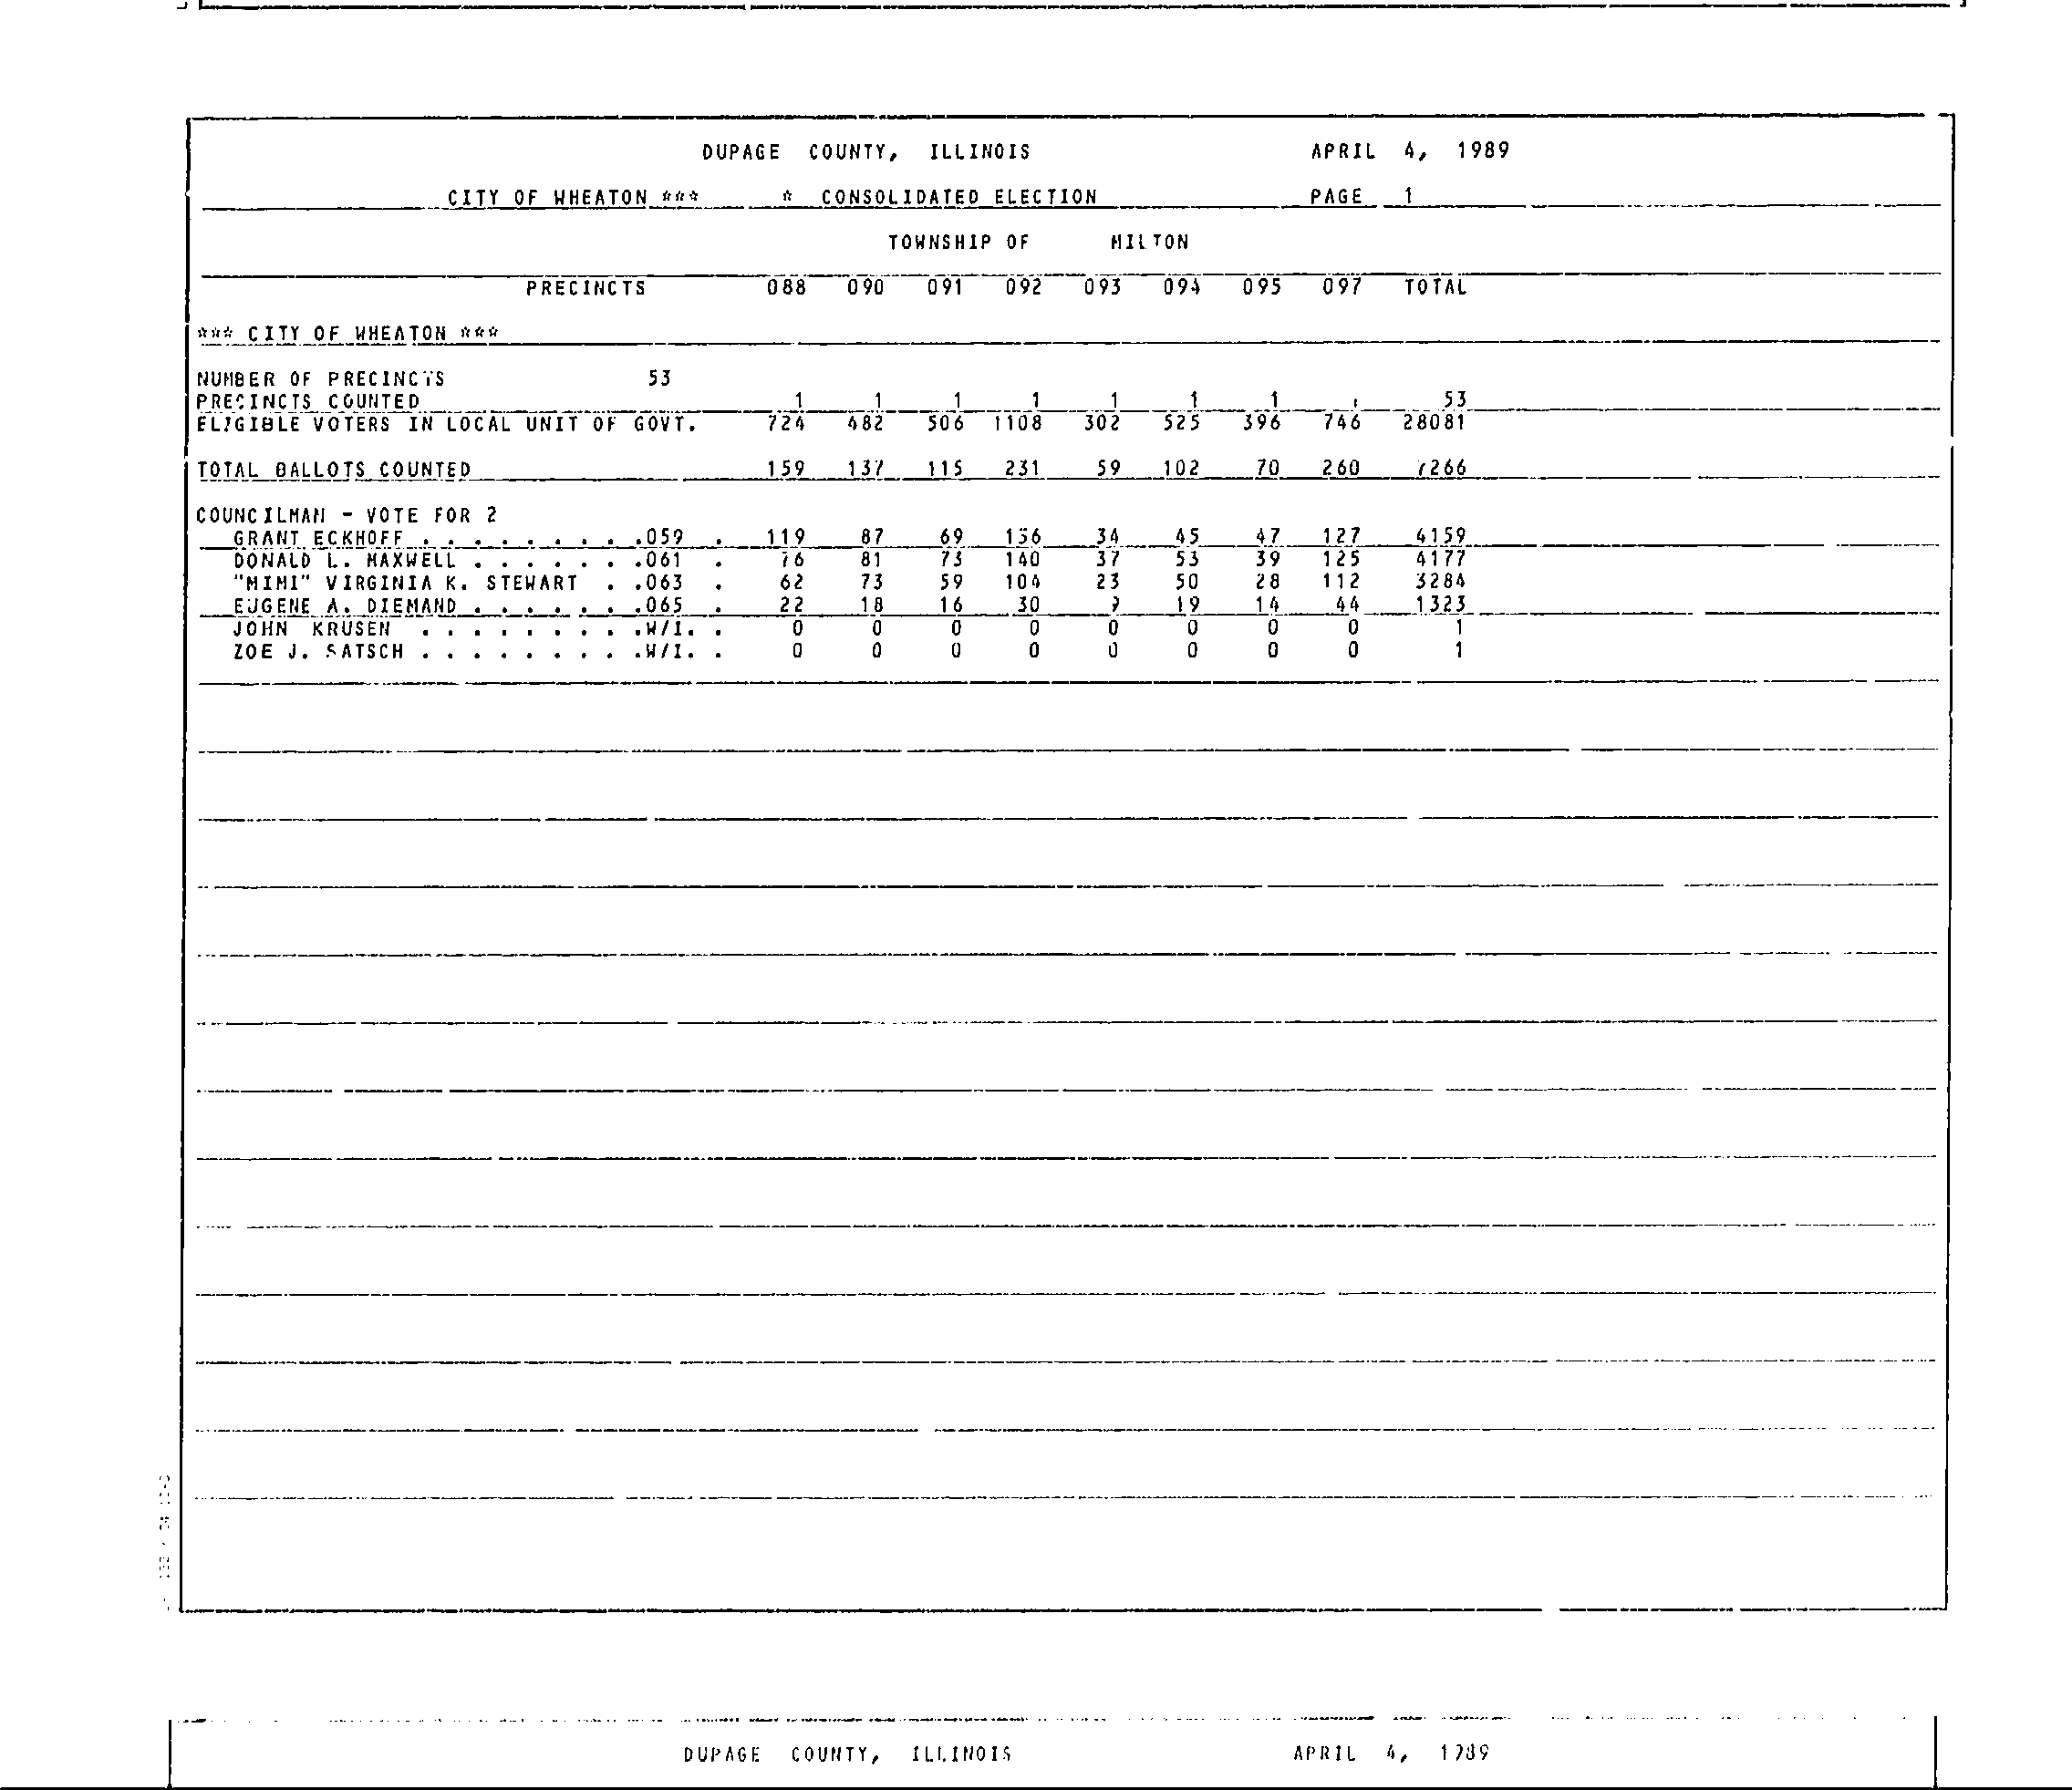 DUPAGE COUNTY, ILLINOIS APRIL 4, 1989
CITY OF WHEATON *** * CONSOLIDATED ELECTION PAGE 1
TOWNSHIP OF MILTON
PRECINCTS 088 090 091 092 093 094 095 097 TOTAL
*** CITY OF WHEATON ***
NUMBER OF PRECINCTS 53
PRECINCTS COUNTED 1 1 1 1 1 1 1 53
ELIGIBLE VOTERS IN LOCAL UNIT OF GOVT. 724 482 506 1108 302 525 396 746 28081
TOTAL BALLOTS COUNTED 159 137 115 231 59 102 70 260 7266
COUNCILMAN - VOTE FOR 2
GRANT ECKHOFF . . . . . . . . .059 . 119 87 69 34 45 47 127 4159
DONALD L. MAXWELL . . . . . . .061 . 76 81 73 140 37 53 39 125 4177
"MIMI" VIRGINIA K. STEWART . .063 . 62 73 59 104 23 50 28 112 3284
EUGENE A. DIEMAND . . . . . . .065 . 22 18 16 30 19 14 44 1323
JOHN KRUSEN . . . . . . . . .W/I. . 0 0 0 0 0 0 0 0 1
ZOE J. SATSCH . . . . . . . . .W/I. . 0 0 0 0 0 0 0 0 1
DUPAGE COUNTY, ILLINOIS APRIL 4, 1989